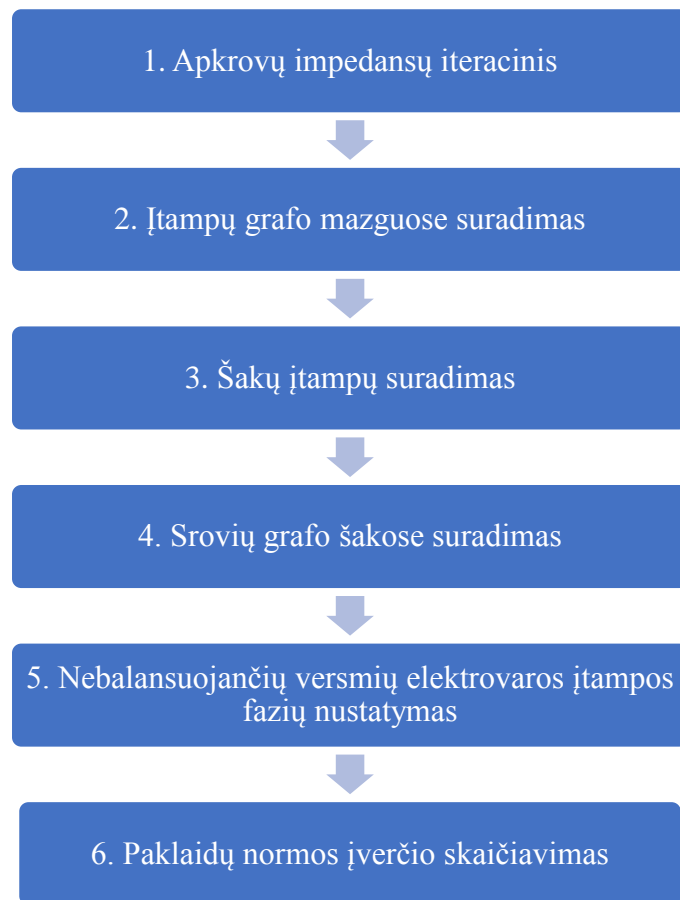 1. Apkrovų impedansų iteracinis
2. Įtampų grafo mazguose suradimas
3. Šakų įtampų suradimas
4. Srovių grafo šakose suradimas
5. Nebalansuojančių versmių elektrovaros įtampos
fazių nustatymas
6. Paklaidų normos įverčio skaičiavimas